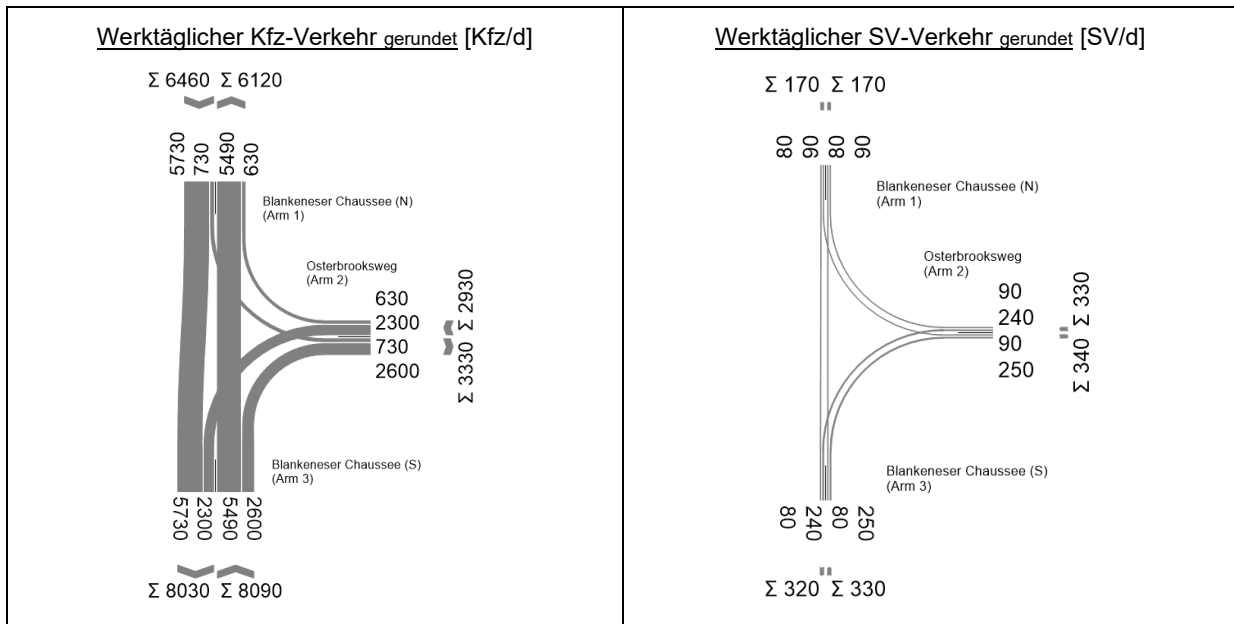 Werktäglicher Kfz-Verkehr gerundet [Kfz/d]
Σ 6460 Σ 6120
5730
730
5490
630
Blankeneser Chaussee (N)
(Arm 1)
Osterbrooksweg
(Arm 2)
630
2300
730
2600
Σ 2930
Σ 3330
Blankeneser Chaussee (S)
(Arm 3)
5730
2300
5490
2600
Σ 8030 Σ 8090
Werktäglicher SV-Verkehr gerundet [SV/d]
Σ 170 Σ 170
80
90
80
90
Blankeneser Chaussee (N)
(Arm 1)
Osterbrooksweg
(Arm 2)
90
240
90
250
Σ 330
Σ 340
Blankeneser Chaussee (S)
(Arm 3)
80
240
80
250
Σ 320 Σ 330